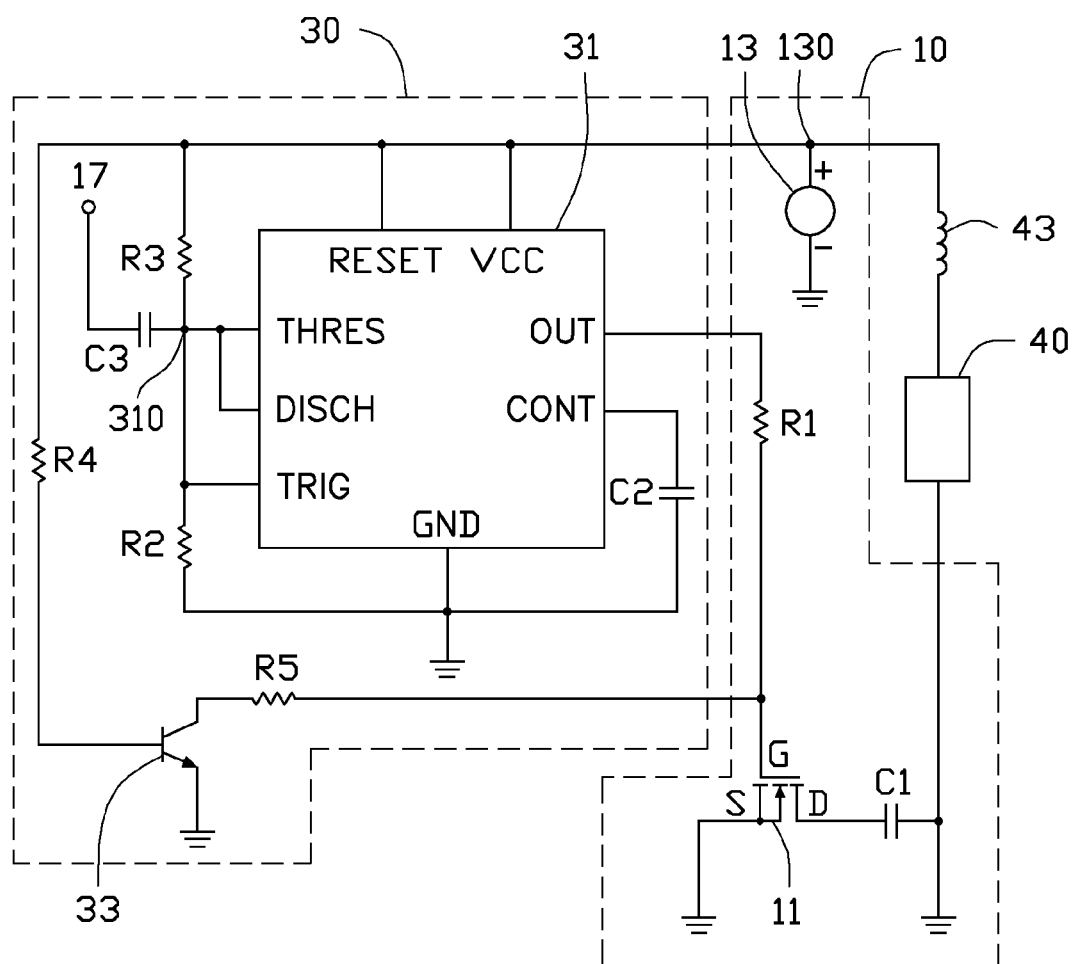 30
31
13
130
10
17
+
-
43
R3
RESET
VCC
THRES
OUT
40
C3
310
DISCH
CONT
R1
R4
TRIG
C2
R2
GND
R5
G
S
D
C1
33
11